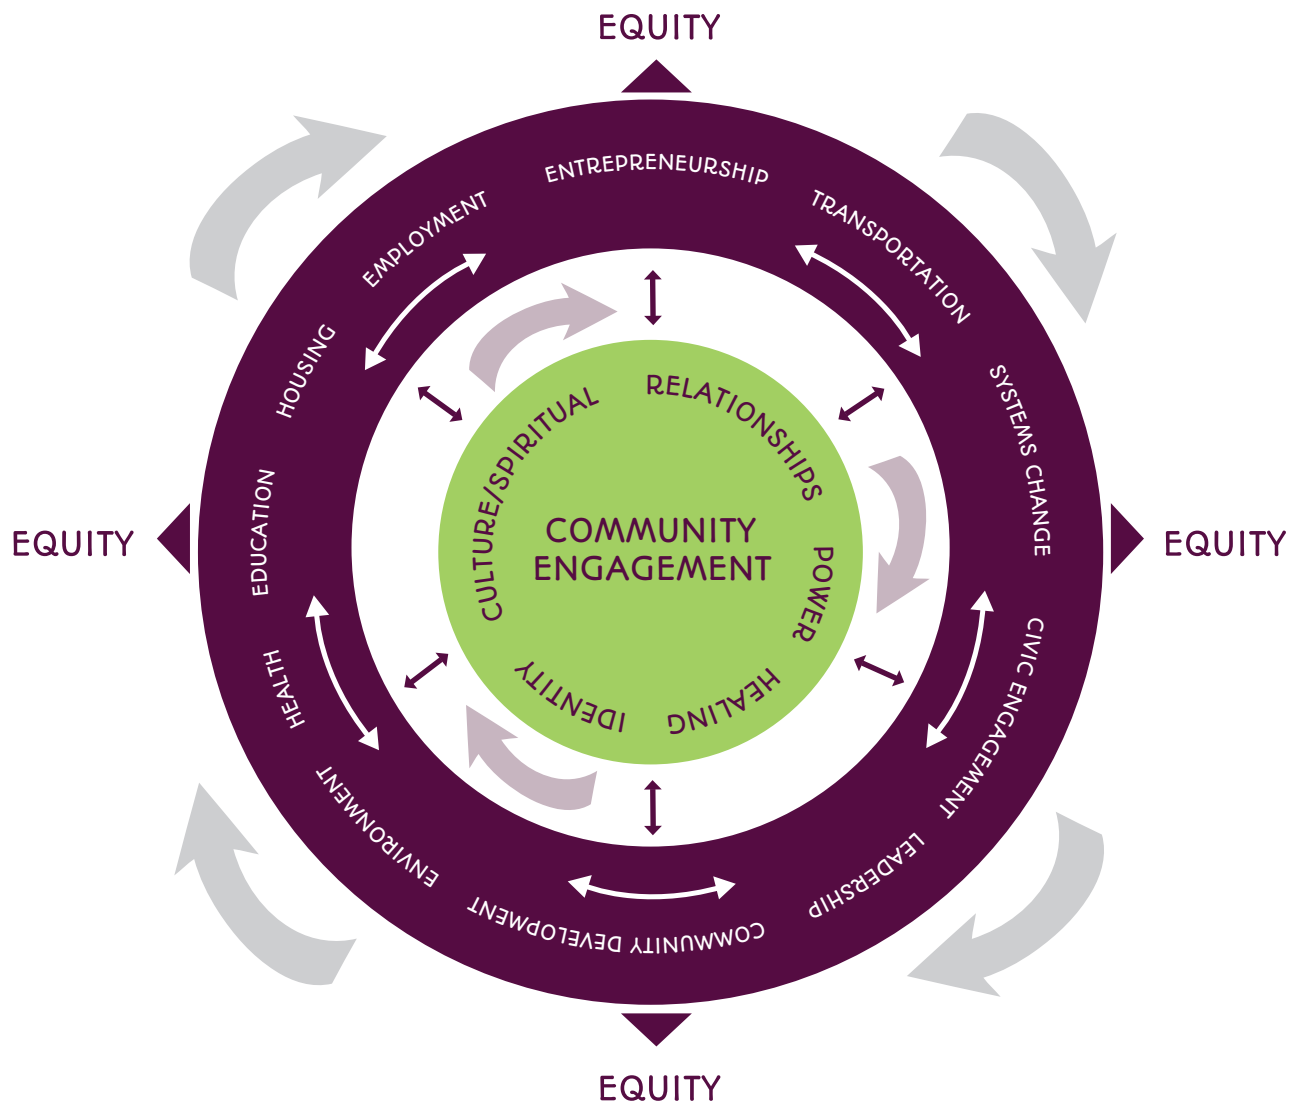 EQUITY
ENTREPRENEURSHIP
TRANSPORTATION
SYSTEMS CHANGE
CIVIC ENGAGEMENT
LEADERSHIP
COMMUNITY DEVELOPMENT
ENVIRONMENT
HEALTH
EDUCATION
HOUSING
EMPLOYMENT
RELATIONSHIPS
POWER
HEALING
IDENTITY
CULTURE/SPIRITUAL
COMMUNITY
ENGAGEMENT
EQUITY
EQUITY
EQUITY